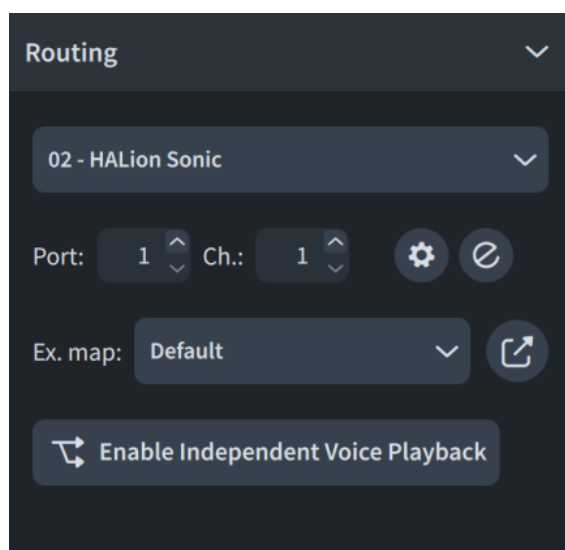 Routing
02 - HALion Sonic
Port: 1 Ch.: 1
Ex. map: Default
Enable Independent Voice Playback